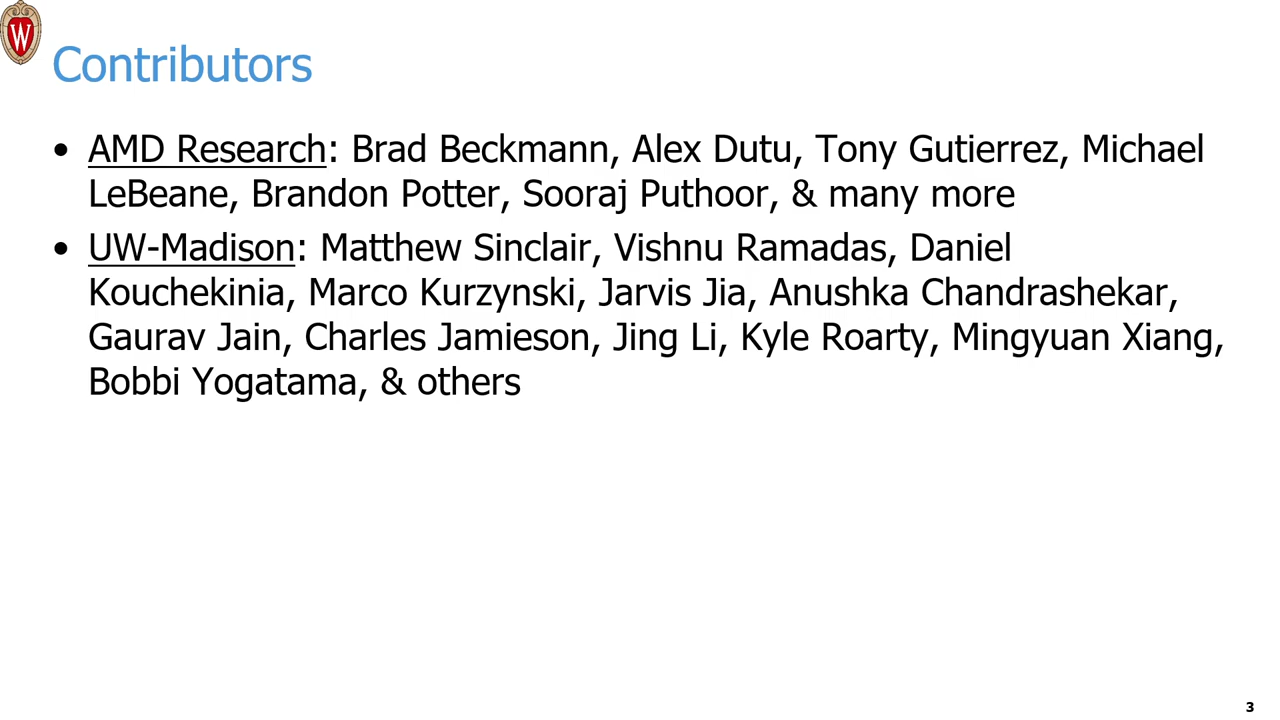 W
Contributors
• AMD Research: Brad Beckmann, Alex Dutu, Tony Gutierrez, Michael
LeBeane, Brandon Potter, Sooraj Puthoor, & many more
• UW-Madison: Matthew Sinclair, Vishnu Ramadas, Daniel
Kouchekinia, Marco Kurzynski, Jarvis Jia, Anushka Chandrashekar,
Gaurav Jain, Charles Jamieson, Jing Li, Kyle Roarty, Mingyuan Xiang,
Bobbi Yogatama, & others
3